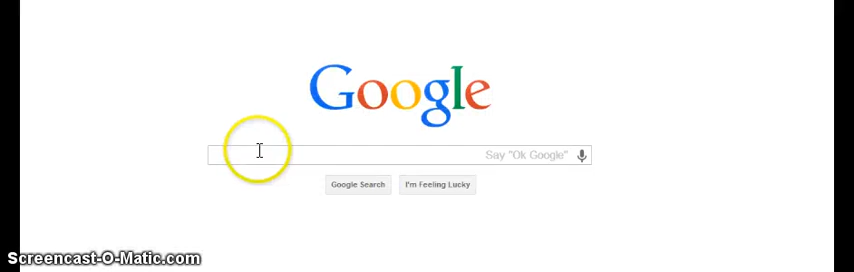 Google
Say "Ok Google"
Google Search I'm Feeling Lucky
Screencast-O-Matic.com